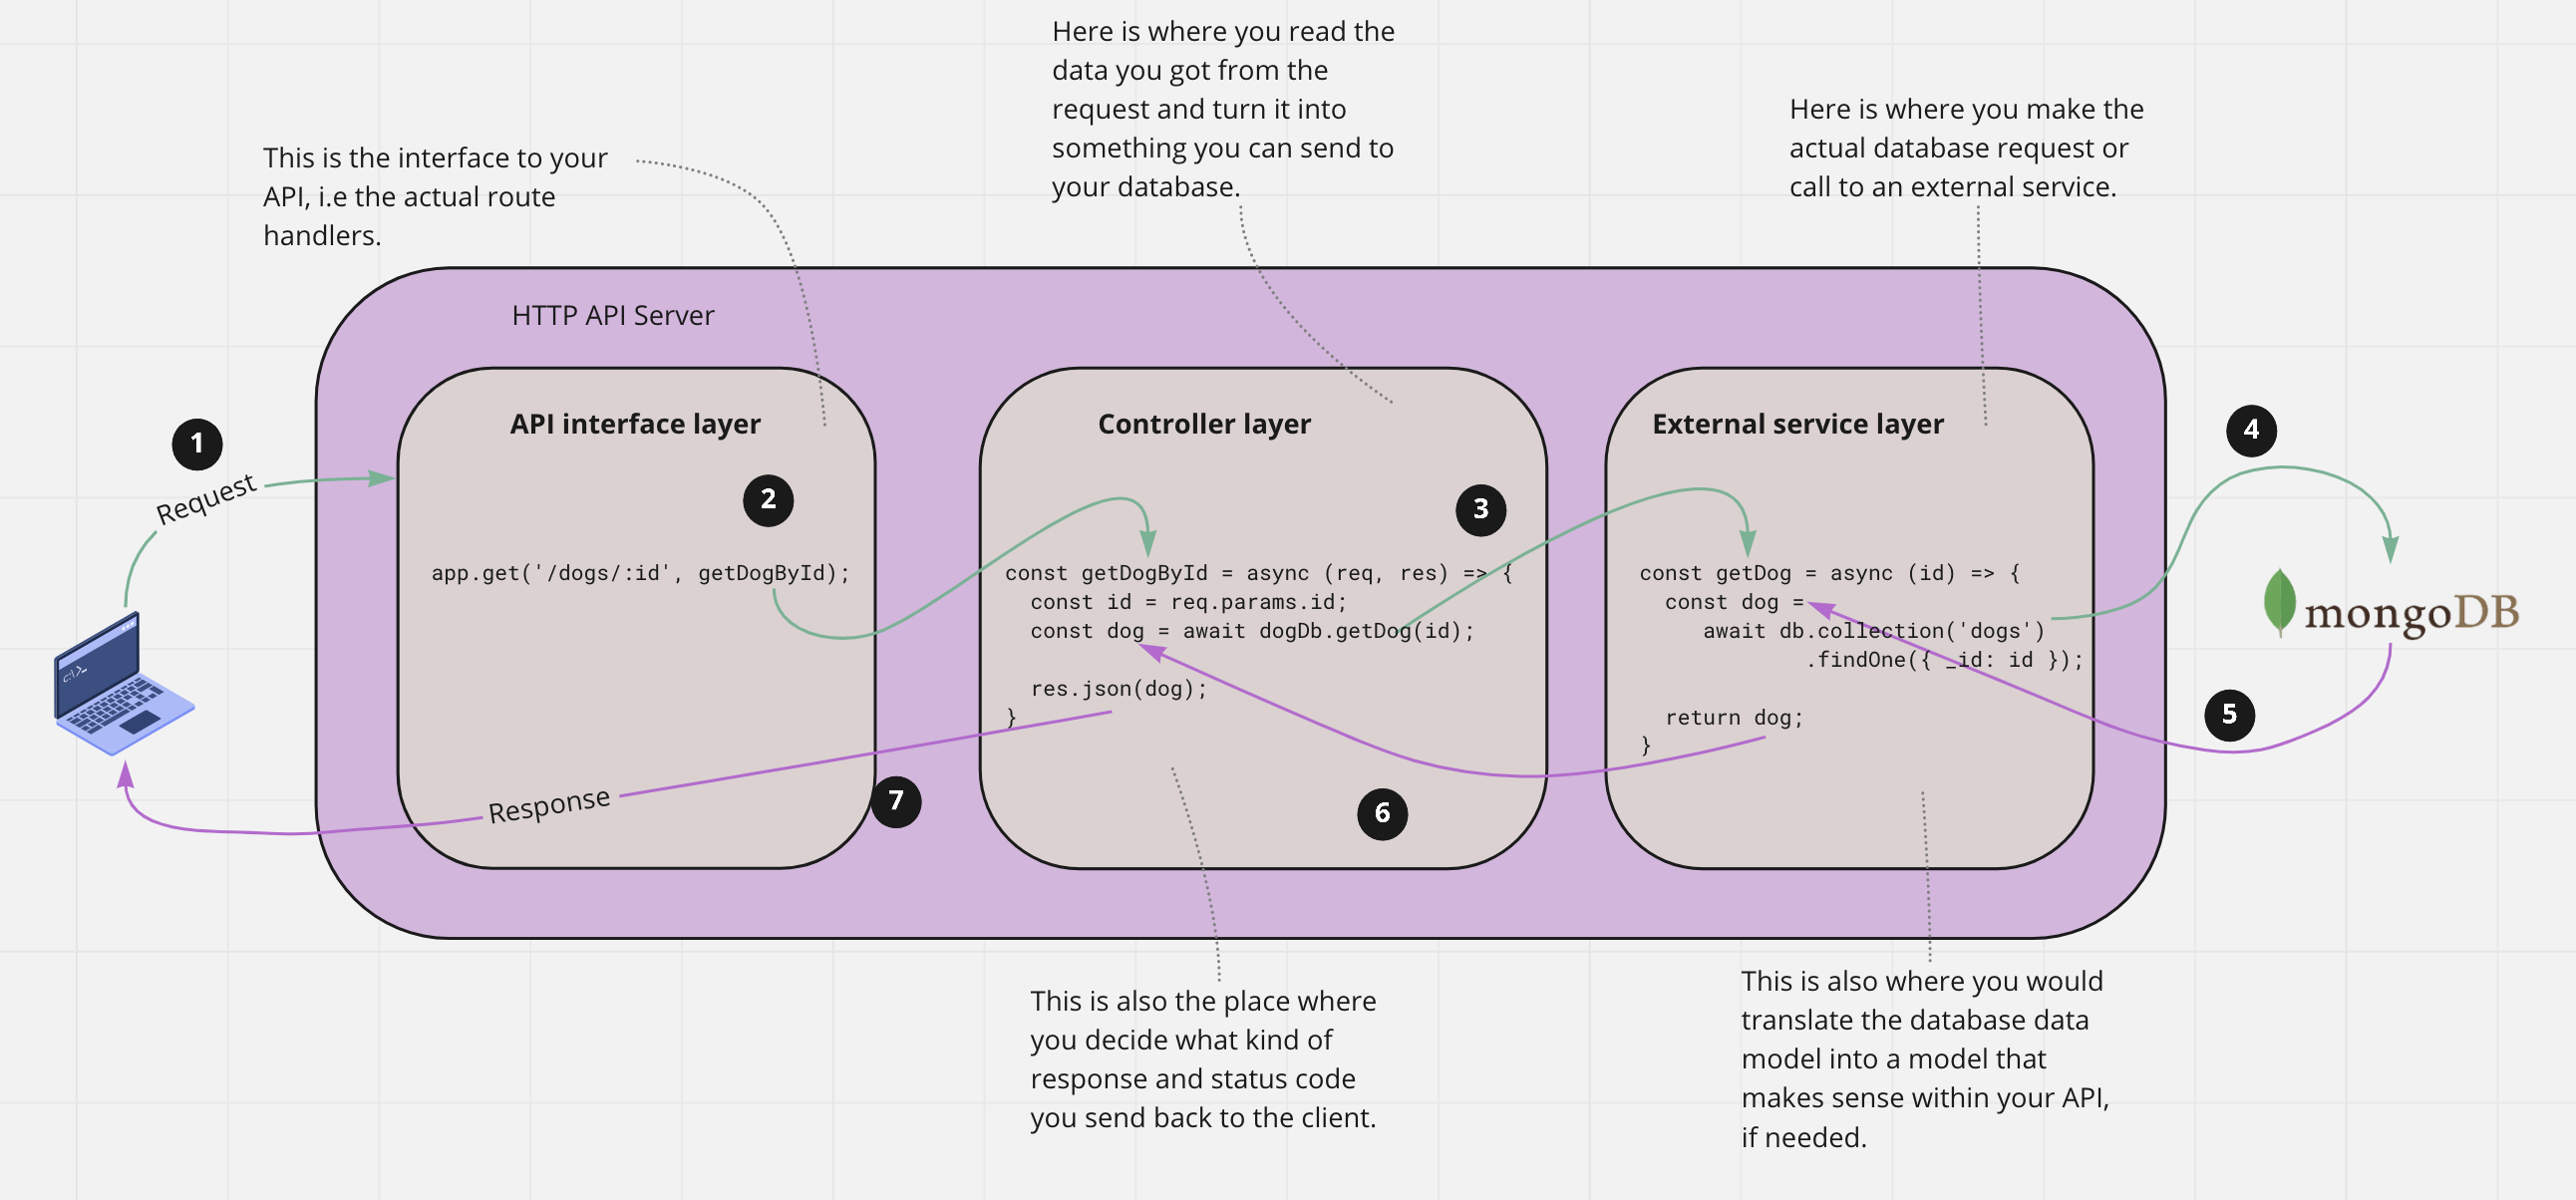 Here is where you read the
data you got from the
request and turn it into
something you can send to
your database.
Here is where you make the
actual database request or
call to an external service.
This is the interface to your
API, i.e the actual route
handlers.
HTTP API Server
API interface layer
Controller layer
External service layer
1
Request
2
3
4
app.get('/dogs/:id', getDogById);
const getDogById = async (req, res) => {
const id = req.params.id;
const dog = await dogDb.getDog(id);
res.json(dog);
}
const getDog = async (id) => {
const dog =
await db.collection('dogs')
.findOne({ _id: id });
return dog;
}
mongoDB
C:\>_
5
6
7
Response
This is also the place where
you decide what kind of
response and status code
you send back to the client.
This is also where you would
translate the database data
model into a model that
makes sense within your API,
if needed.